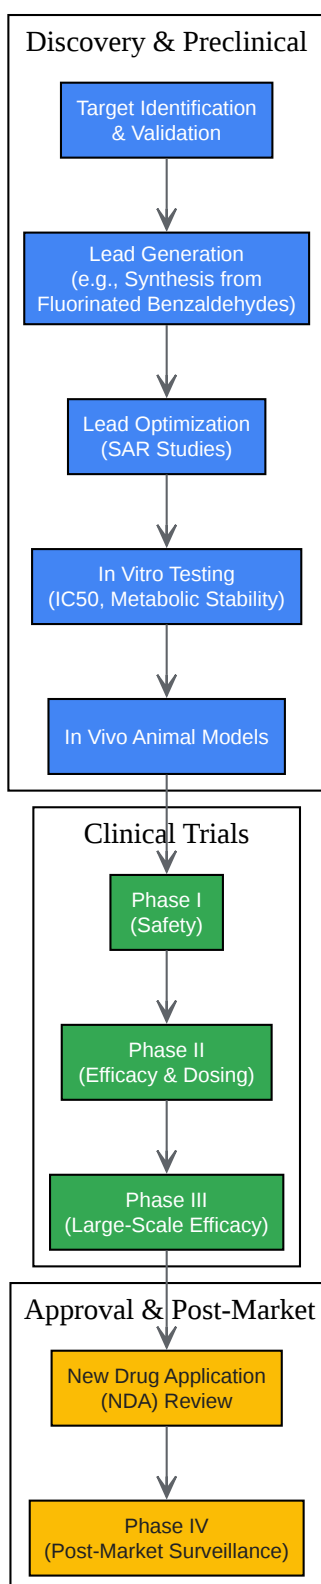 Discovery & Preclinical
Target Identification
& Validation
Lead Generation
(e.g., Synthesis from
Fluorinated Benzaldehydes)
Lead Optimization
(SAR Studies)
In Vitro Testing
(IC50, Metabolic Stability)
In Vivo Animal Models
Clinical Trials
Phase I
(Safety)
Phase II
(Efficacy & Dosing)
Phase III
(Large-Scale Efficacy)
Approval & Post-Market
New Drug Application
(NDA) Review
Phase IV
(Post-Market Surveillance)